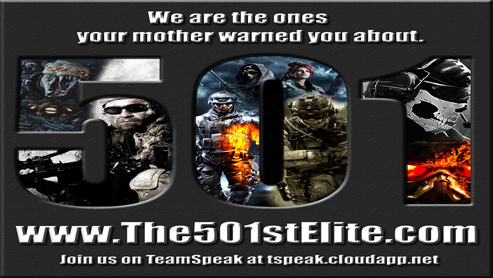 We are the ones
your mother warned you about.
501
www.The501stElite.com
Join us on TeamSpeak at tspeak.cloudapp.net